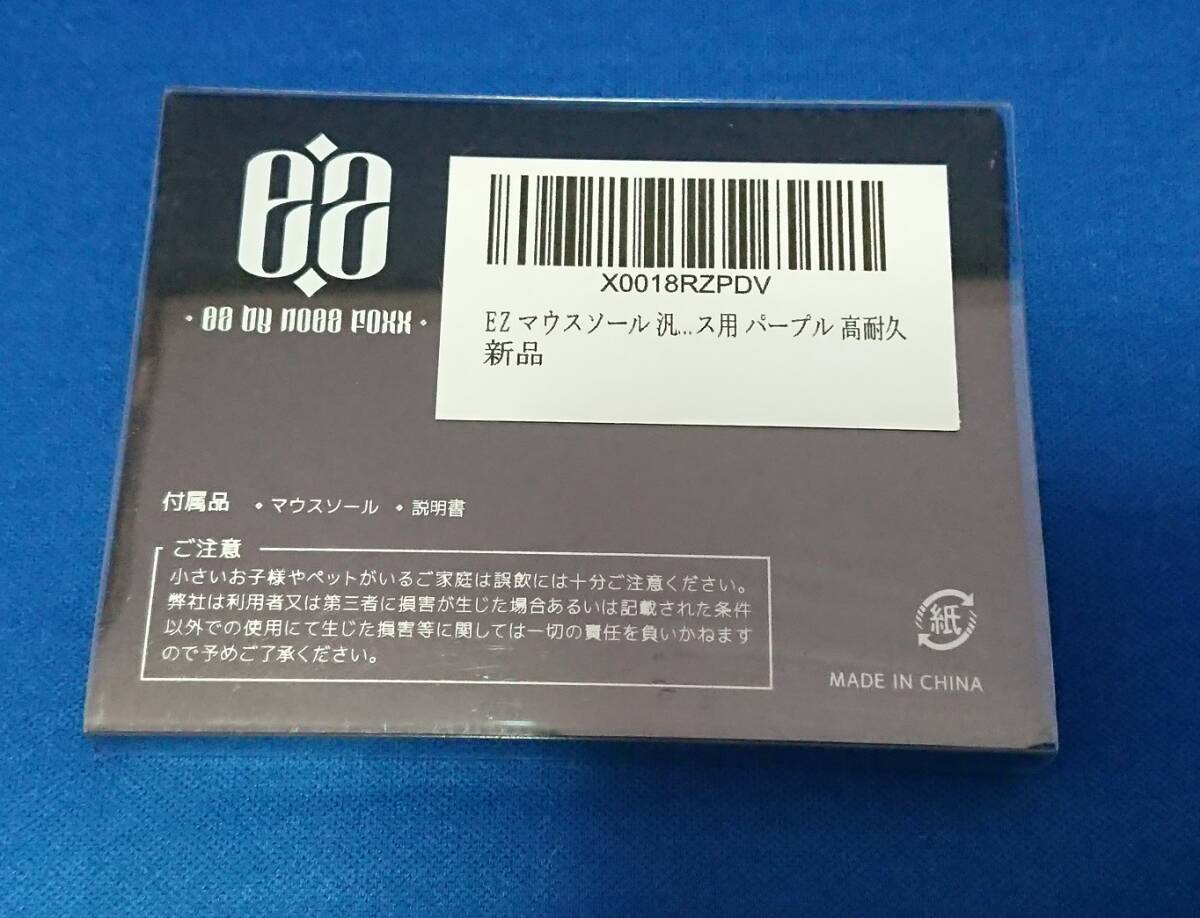 ez
• ez by noez foxx •
X0018RZPDV
EZ マウスソール 汎...ス用 パープル 高耐久
新品
付属品 • マウスソール • 説明書
ご注意
小さいお子様やペットがいるご家庭は誤飲には十分ご注意ください。
弊社は利用者又は第三者に損害が生じた場合あるいは記載された条件
以外での使用にて生じた損害等に関しては一切の責任を負いかねます
ので予めご了承ください。
紙
MADE IN CHINA